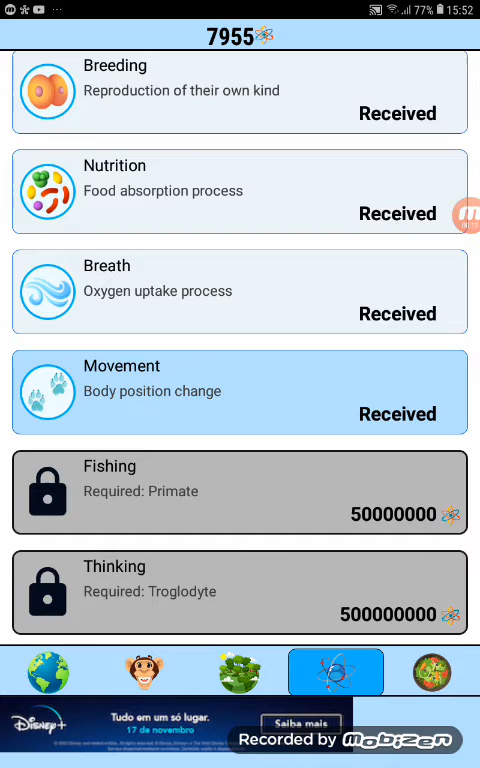 77% 15:52
7955
Breeding
Reproduction of their own kind
Received
Nutrition
Food absorption process
Received
Breath
Oxygen uptake process
Received
Movement
Body position change
Received
Fishing
Required: Primate
50000000
Thinking
Required: Troglodyte
500000000
Disney+
Tudo em um só lugar.
17 de novembro
Saiba mais
Recorded by mobizen